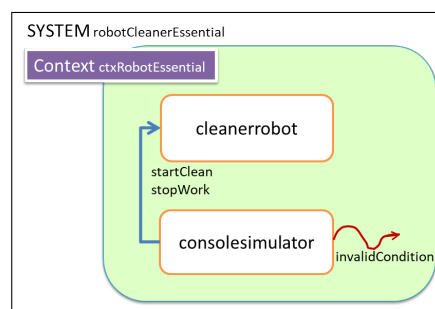 SYSTEM robotCleanerEssential
Context ctxRobotEssential
cleanerrobot
startClean
stopWork
consolesimulator
invalidCondition